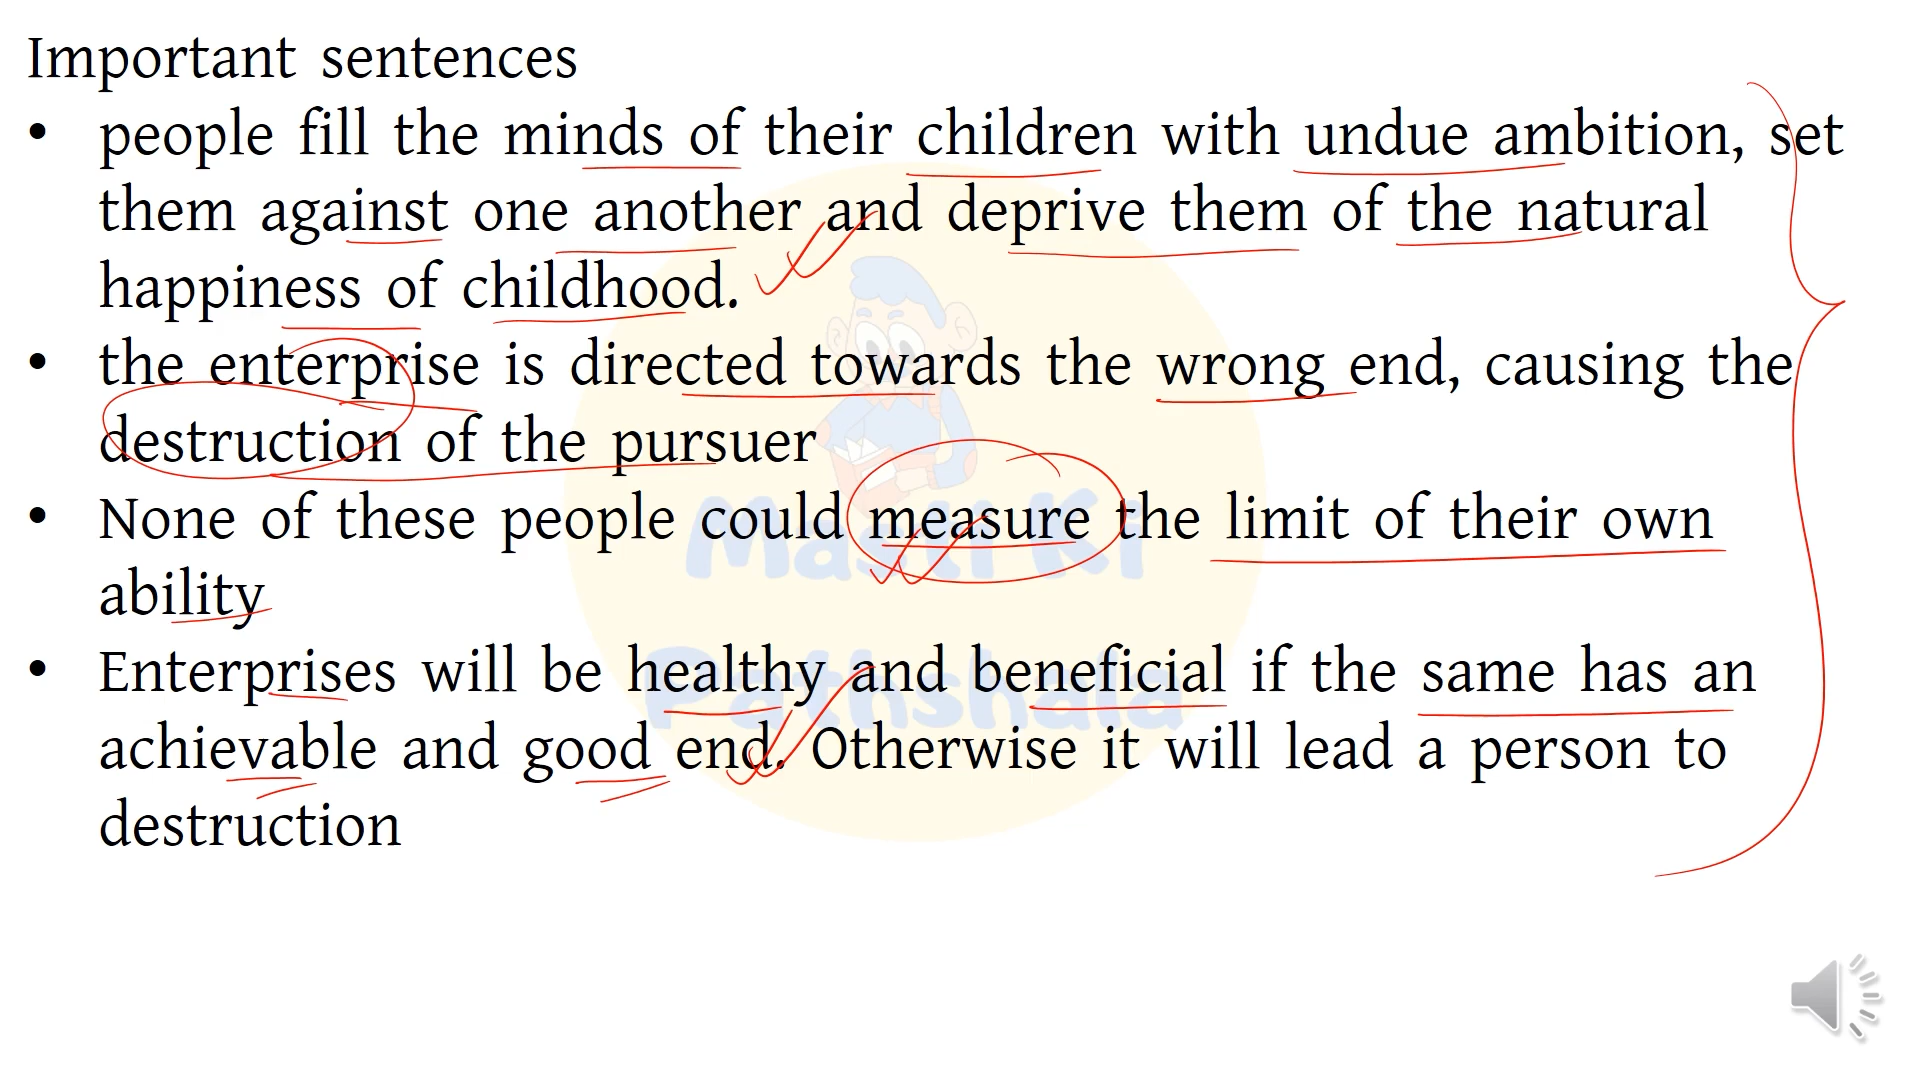 Important sentences
• people fill the minds of their children with undue ambition, set
them against one another and deprive them of the natural
happiness of childhood.
• the enterprise is directed towards the wrong end, causing the
destruction of the pursuer
• None of these people could measure the limit of their own
ability
• Enterprises will be healthy and beneficial if the same has an
achievable and good end. Otherwise it will lead a person to
destruction
Masti Ki
Pathshala